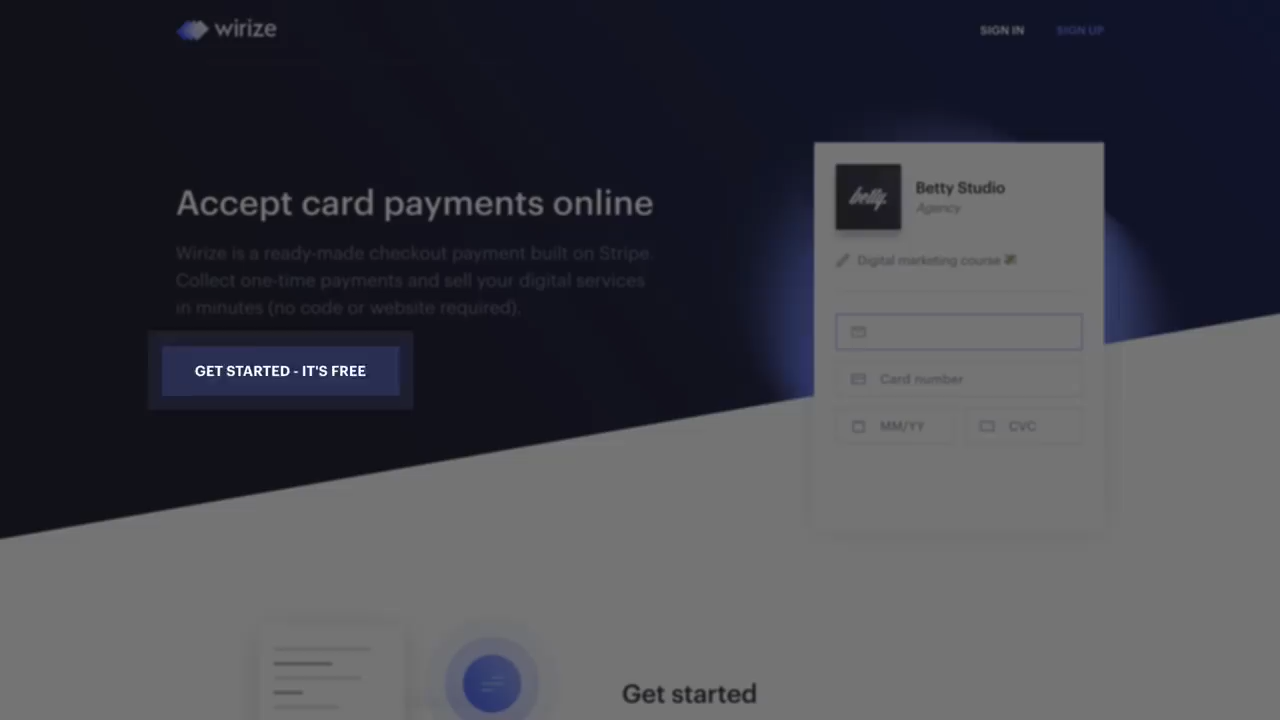 wirize
SIGN IN
SIGN UP
Accept card payments online
Wirize is a ready-made checkout payment built on Stripe.
Collect one-time payments and sell your digital services
in minutes (no code or website required).
GET STARTED - IT'S FREE
betty.
Betty Studio
Agency
Digital marketing course
Card number
MM/YY
CVC
Get started